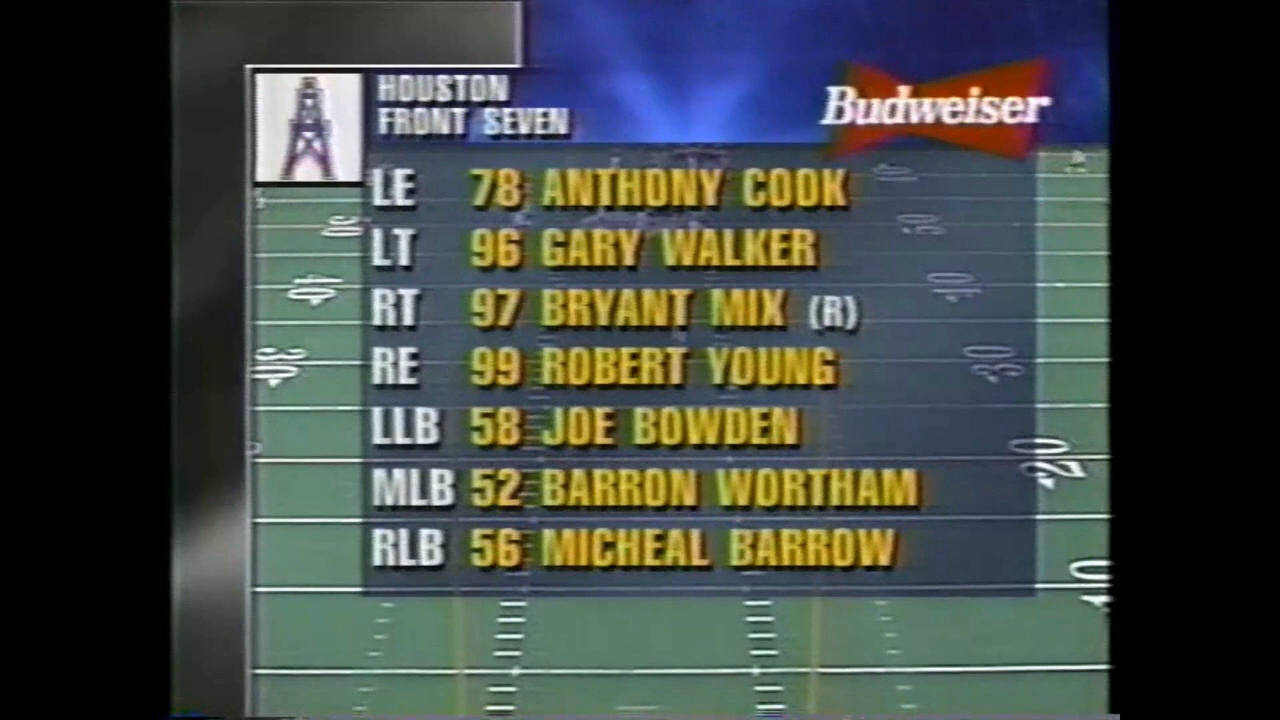 HOUSTON
FRONT SEVEN
Budweiser
LE 78 ANTHONY COOK
LT 96 GARY WALKER
RT 97 BRYANT MIX (R)
RE 99 ROBERT YOUNG
LLB 58 JOE BOWDEN
MLB 52 BARRON WORTHAM
RLB 56 MICHEAL BARROW